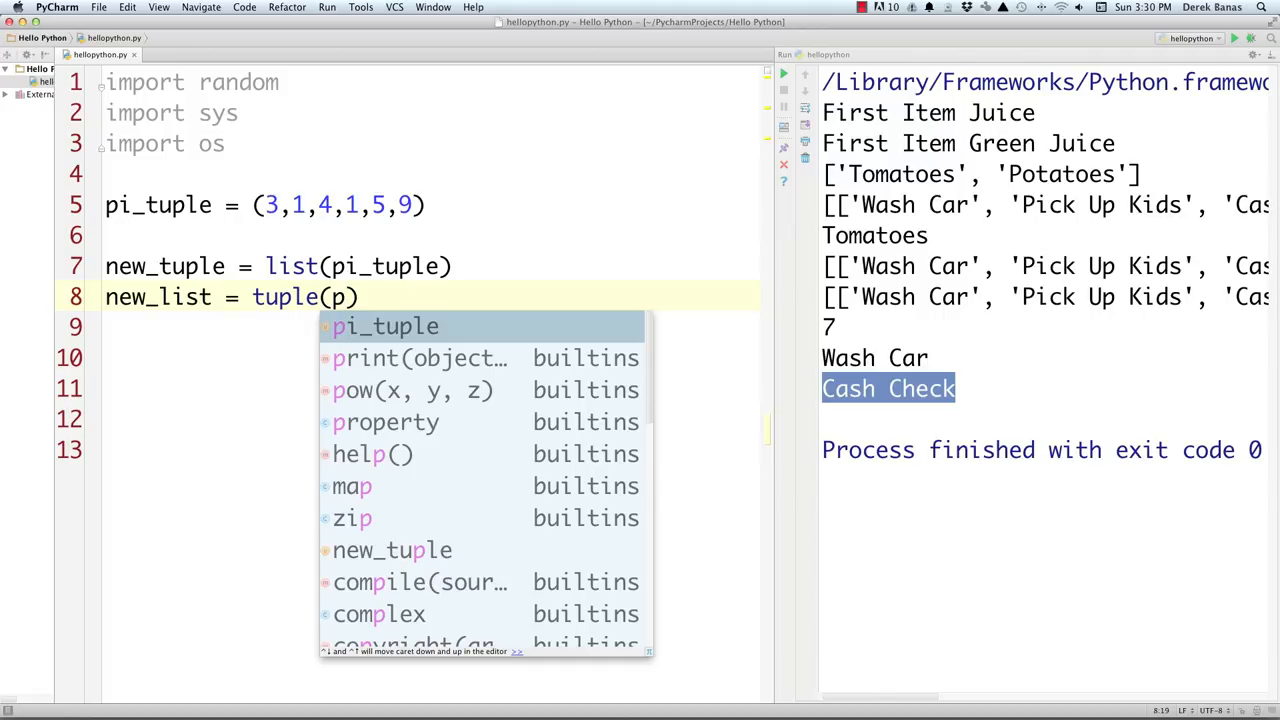 PyCharm File Edit View Navigate Code Refactor Run Tools VCS Window Help 10 Sun 3:30 PM Derek Banas
hellopython.py – Hello Python – [~/PycharmProjects/Hello Python]
Hello Python hellopython.py hellopython
hellopython.py
Run hellopython
Hello P
hell
Externa
1 import random
2 import sys
3 import os
4
5 pi_tuple = (3,1,4,1,5,9)
6
7 new_tuple = list(pi_tuple)
8 new_list = tuple(p)
9
10
11
12
13
pi_tuple
print(object… builtins
pow(x, y, z) builtins
property builtins
help() builtins
map builtins
zip builtins
new_tuple
compile(sour… builtins
complex builtins
copyright(ar… builtins
^↓ and ^↑ will move caret down and up in the editor >> π
/Library/Frameworks/Python.framewo
First Item Juice
First Item Green Juice
['Tomatoes', 'Potatoes']
[['Wash Car', 'Pick Up Kids', 'Cas
Tomatoes
[['Wash Car', 'Pick Up Kids', 'Cas
[['Wash Car', 'Pick Up Kids', 'Cas
7
Wash Car
Cash Check
Process finished with exit code 0
8:19 LF UTF-8